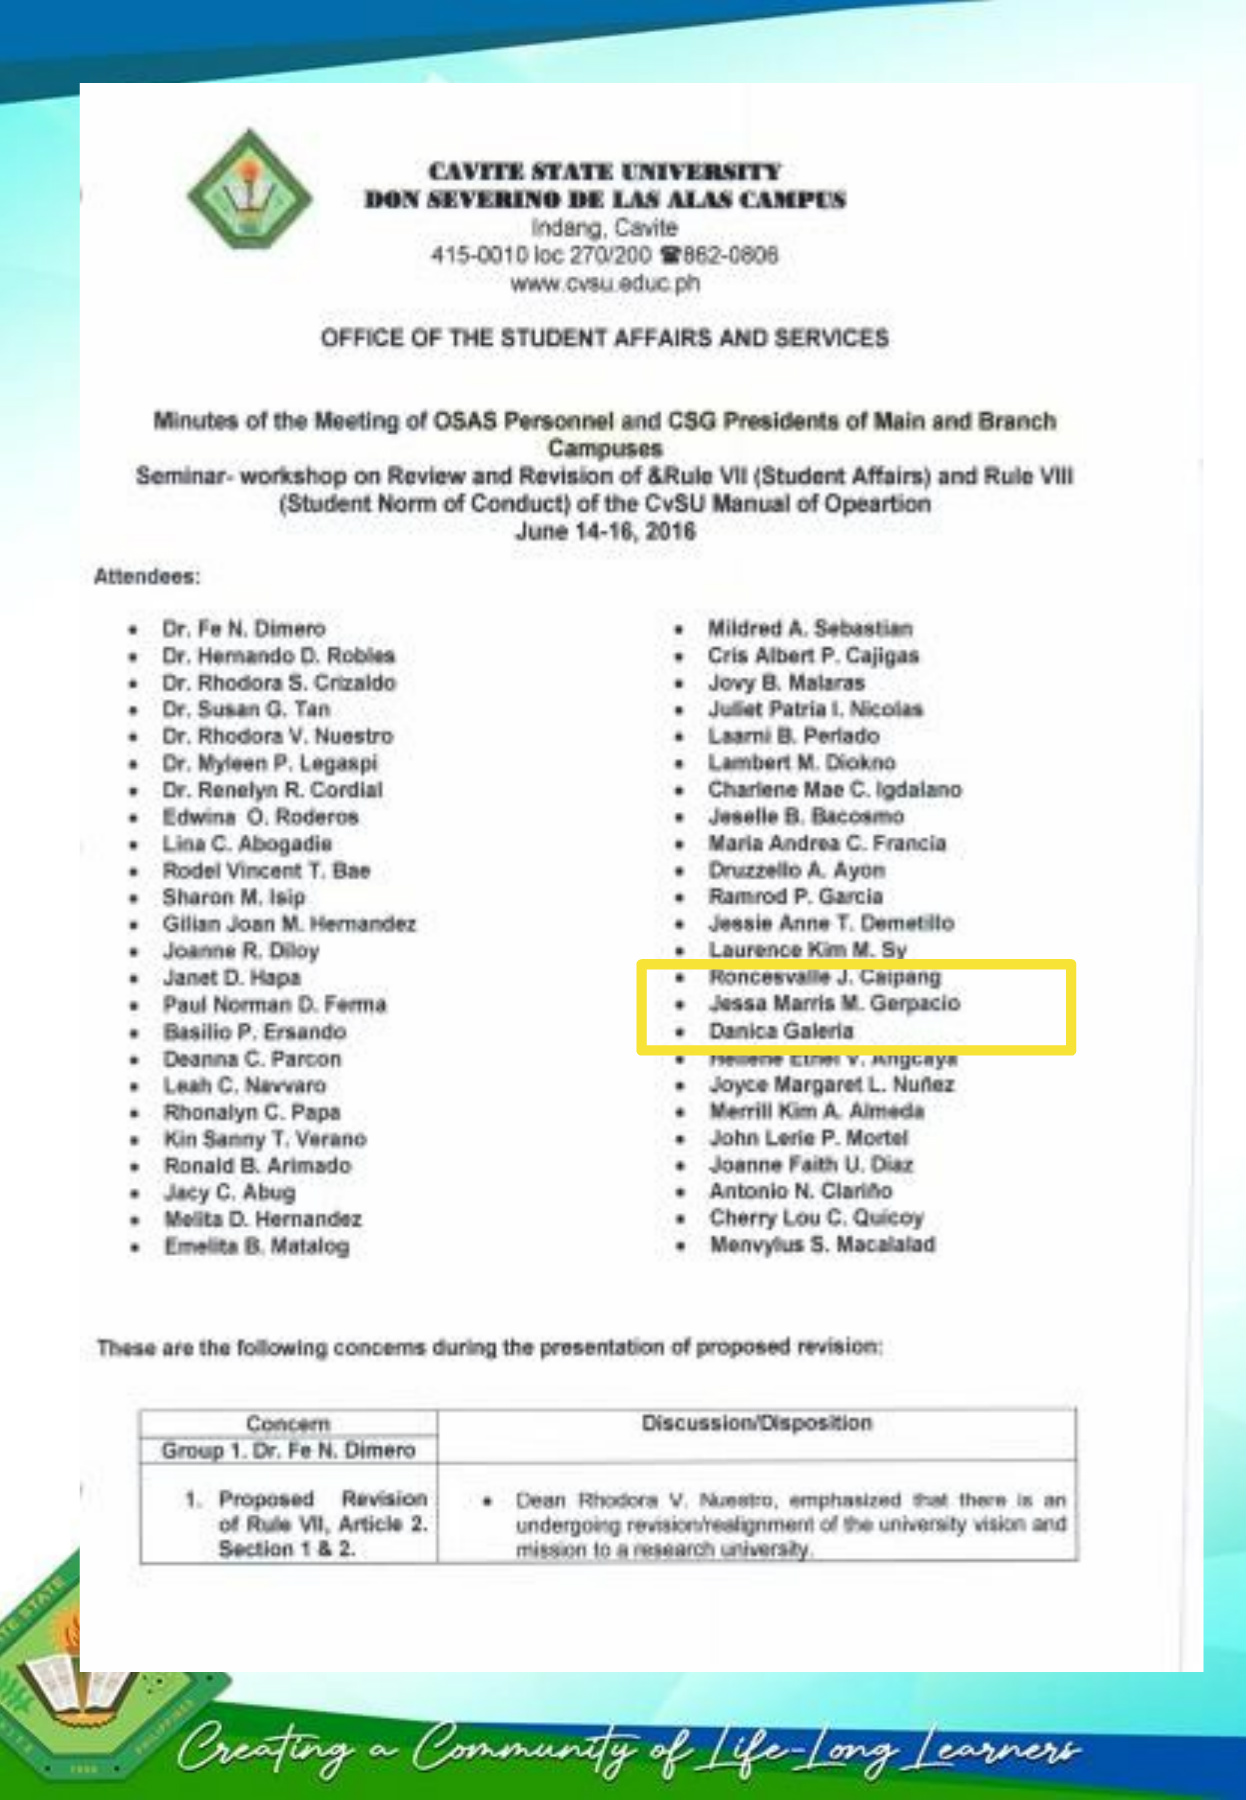 CAVITE STATE UNIVERSITY
DON SEVERINO DE LAS ALAS CAMPUS
Indang, Cavite
415-0010 loc 270/200 ☎862-0806
www.cvsu.educ.ph
OFFICE OF THE STUDENT AFFAIRS AND SERVICES
Minutes of the Meeting of OSAS Personnel and CSG Presidents of Main and Branch
Campuses
Seminar- workshop on Review and Revision of &Rule VII (Student Affairs) and Rule VIII
(Student Norm of Conduct) of the CvSU Manual of Opeartion
June 14-16, 2016
Attendees:
• Dr. Fe N. Dimero
• Dr. Hernando D. Robles
• Dr. Rhodora S. Crizaldo
• Dr. Susan G. Tan
• Dr. Rhodora V. Nuestro
• Dr. Myleen P. Legaspi
• Dr. Renelyn R. Cordial
• Edwina O. Roderos
• Lina C. Abogadie
• Rodel Vincent T. Bae
• Sharon M. Isip
• Gilian Joan M. Hernandez
• Joanne R. Diloy
• Janet D. Hapa
• Paul Norman D. Ferma
• Basilio P. Ersando
• Deanna C. Parcon
• Leah C. Navvaro
• Rhonalyn C. Papa
• Kin Sanny T. Verano
• Ronald B. Arimado
• Jacy C. Abug
• Melita D. Hernandez
• Emelita B. Matalog
• Mildred A. Sebastian
• Cris Albert P. Cajigas
• Jovy B. Malaras
• Juliet Patria I. Nicolas
• Laarni B. Perlado
• Lambert M. Diokno
• Charlene Mae C. Igdalano
• Jeselle B. Bacosmo
• Maria Andrea C. Francia
• Druzzello A. Ayon
• Ramrod P. Garcia
• Jessie Anne T. Demetillo
• Laurence Kim M. Sy
• Roncesvalle J. Caipang
• Jessa Marris M. Gerpacio
• Danica Galeria
• Hellene Ethel V. Angcaya
• Joyce Margaret L. Nuñez
• Merrill Kim A. Almeda
• John Lerie P. Mortel
• Joanne Faith U. Diaz
• Antonio N. Clariño
• Cherry Lou C. Quicoy
• Menvylus S. Macalalad
These are the following concerns during the presentation of proposed revision:
Concern
Discussion/Disposition
Group 1. Dr. Fe N. Dimero
1. Proposed Revision
of Rule VII, Article 2.
Section 1 & 2.
• Dean Rhodora V. Nuestro, emphasized that there is an
undergoing revision/realignment of the university vision and
mission to a research university.
Creating a Community of Life-Long Learners